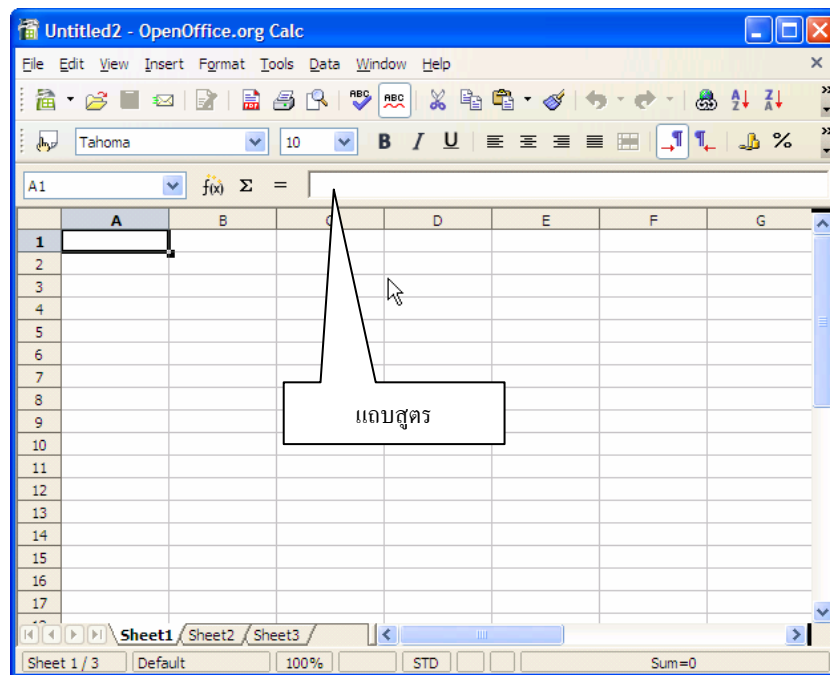 Untitled2 - OpenOffice.org Calc
File Edit View Insert Format Tools Data Window Help
Tahoma 10 B I U %
A1 f(x) Σ =
A B C D E F G
1
2
3
4
5
6
7
8
9
แถบสูตร
10
11
12
13
14
15
16
17
Sheet1 Sheet2 Sheet3
Sheet 1 / 3 Default 100% STD Sum=0